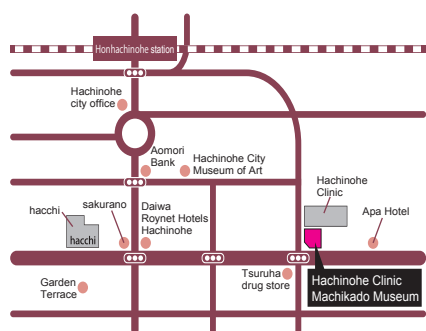 Honhachinohe station
Hachinohe
city office
Aomori
Bank
Hachinohe City
Museum of Art
Hachinohe
Clinic
hacchi
sakurano
Daiwa
Roynet Hotels
Hachinohe
Apa Hotel
hacchi
Garden
Terrace
Tsuruha
drug store
Hachinohe Clinic
Machikado Museum